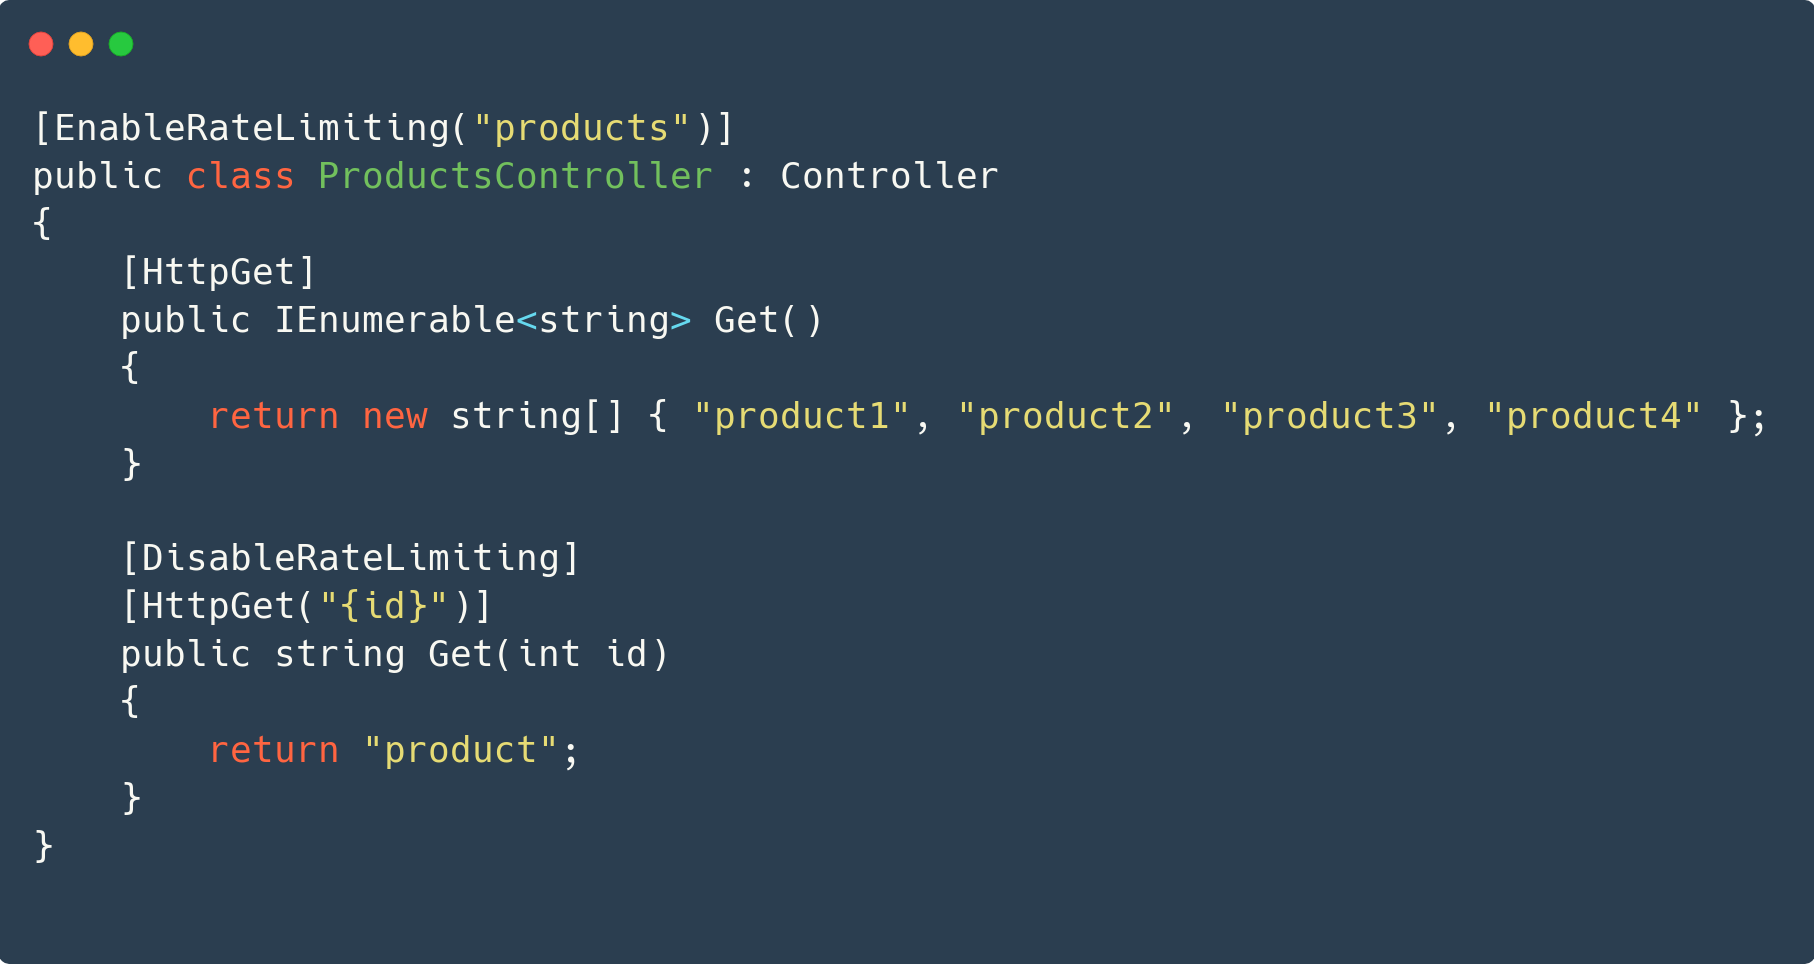 [EnableRateLimiting("products")]
public class ProductsController : Controller
{
    [HttpGet]
    public IEnumerable<string> Get()
    {
        return new string[] { "product1", "product2", "product3", "product4" };
    }

    [DisableRateLimiting]
    [HttpGet("{id}")]
    public string Get(int id)
    {
        return "product";
    }
}